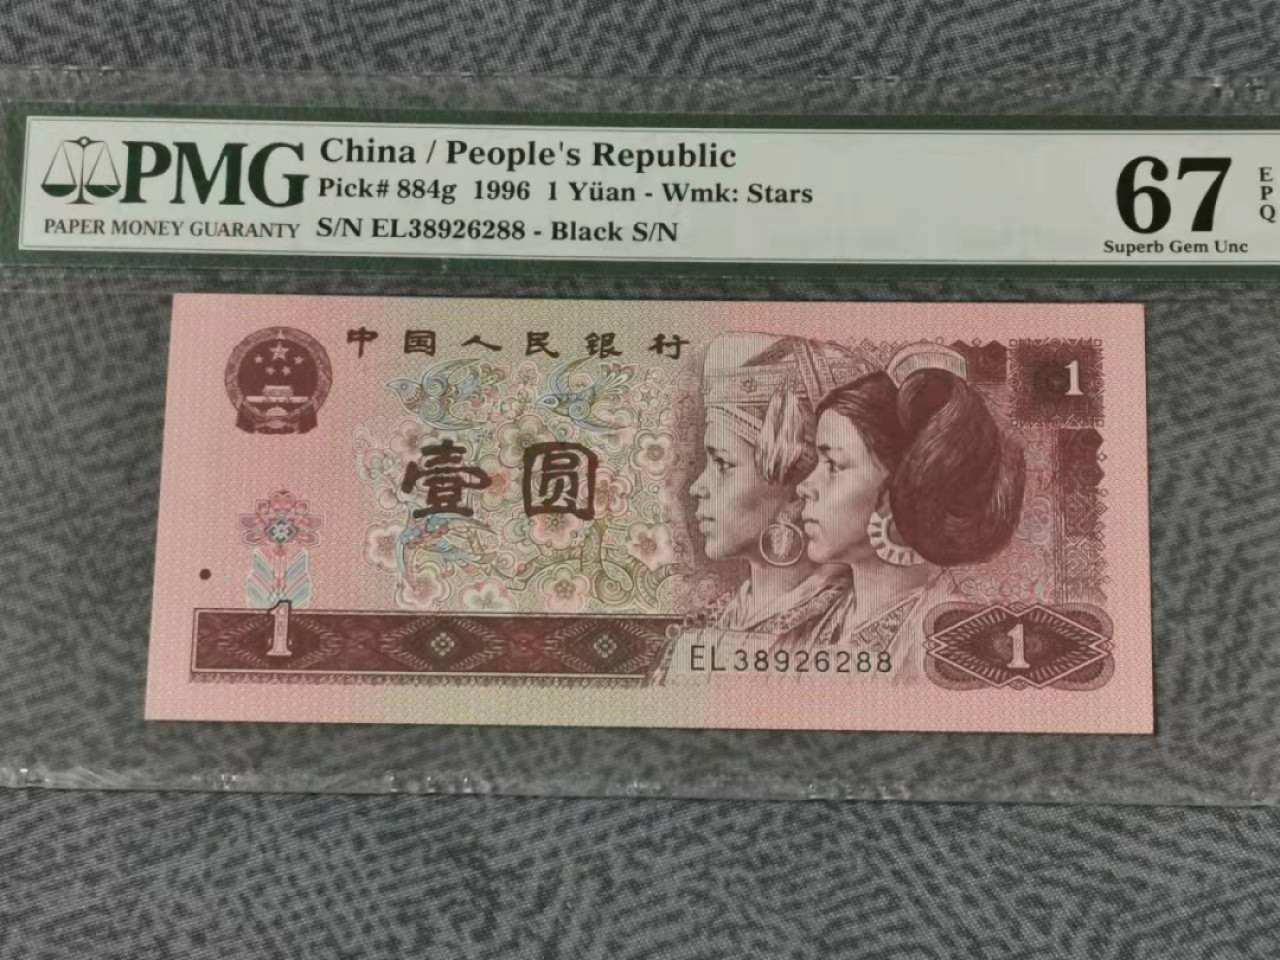 PMG
PAPER MONEY GUARANTY
China / People's Republic
Pick# 884g 1996 1 Yüan - Wmk: Stars
S/N EL38926288 - Black S/N
67
EPQ
Superb Gem Unc
中国人民银行
壹圆
1
1
EL38926288
1